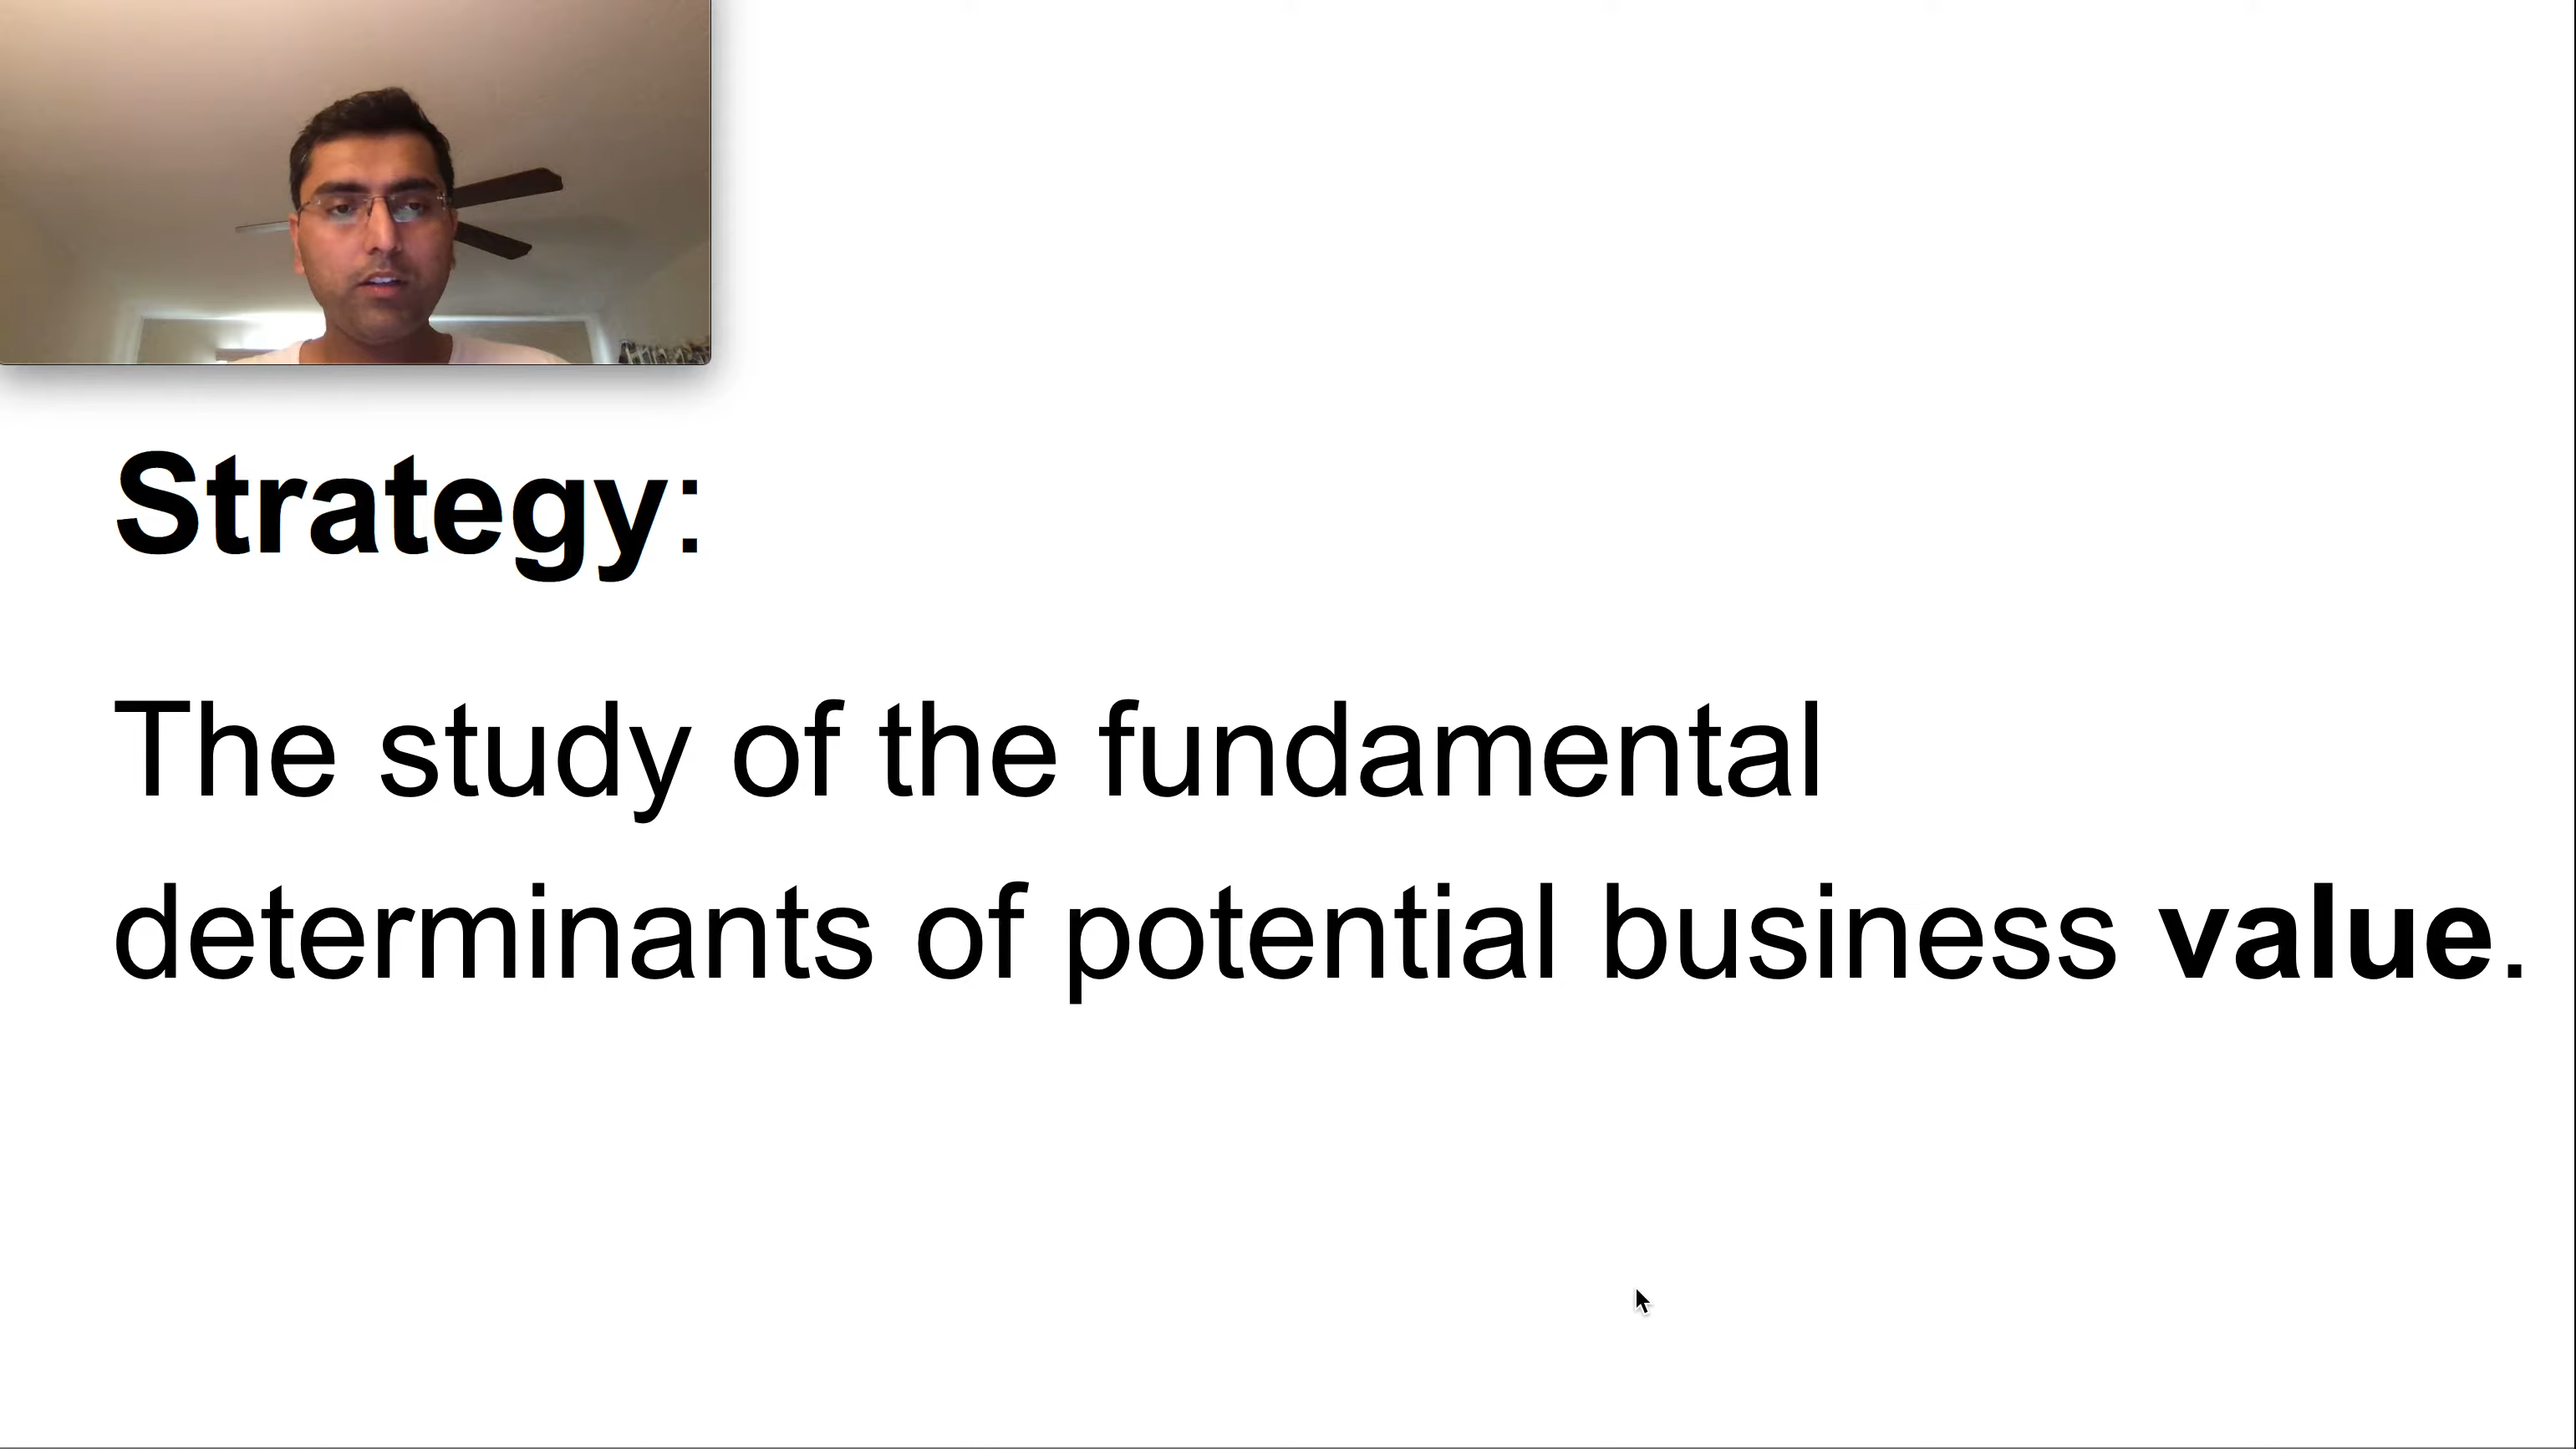 Strategy:
The study of the fundamental
determinants of potential business value.